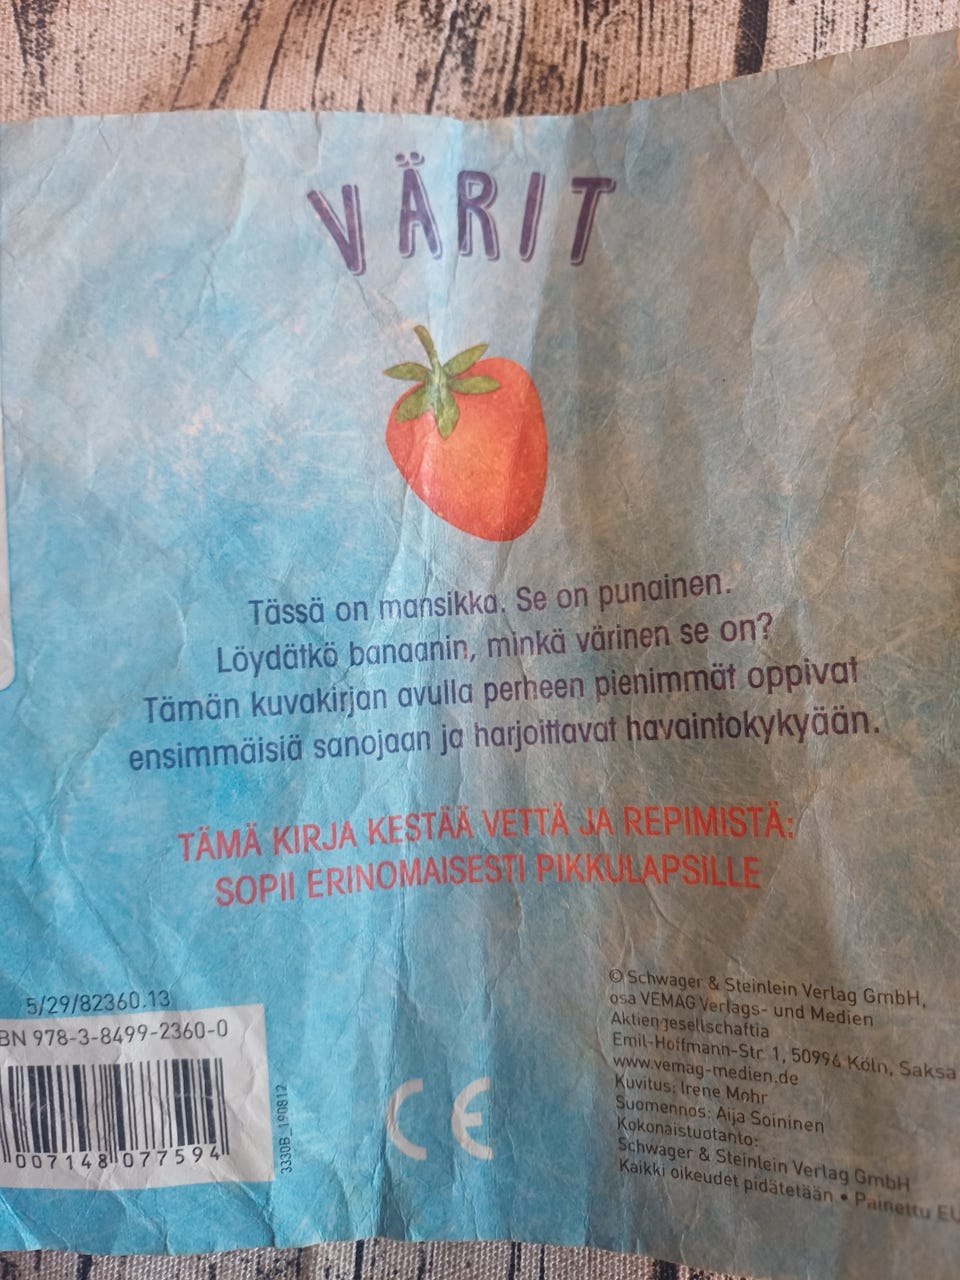 VÄRIT
Tässä on mansikka. Se on punainen.
Löydätkö banaanin, minkä värinen se on?
Tämän kuvakirjan avulla perheen pienimmät oppivat
ensimmäisiä sanojaan ja harjoittavat havaintokykyään.
TÄMÄ KIRJA KESTÄÄ VETTÄ JA REPIMISTÄ:
SOPII ERINOMAISESTI PIKKULAPSILLE
5/29/82360.13
BN 978-3-8499-2360-0
007148 077594
3330B_190812
CE
© Schwager & Steinlein Verlag GmbH,
osa VEMAG Verlags- und Medien
Aktiengesellschaftia
Emil-Hoffmann-Str. 1, 50996 Köln, Saksa
www.vemag-medien.de
Kuvitus: Irene Mohr
Suomennos: Aija Soininen
Kokonaistuotanto:
Schwager & Steinlein Verlag GmbH
Kaikki oikeudet pidätetään • Painettu EU